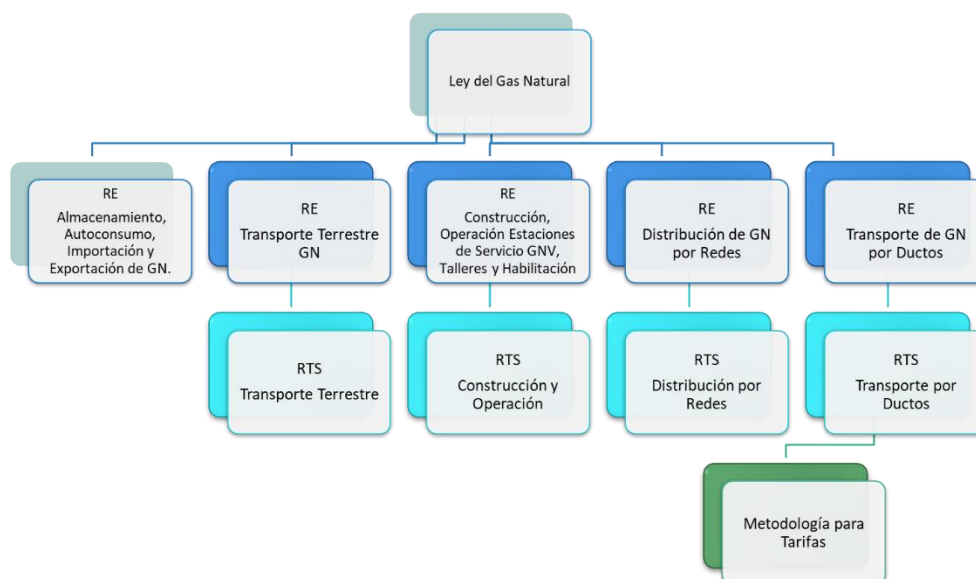 Ley del Gas Natural
RE
Almacenamiento,
Autoconsumo,
Importación y
Exportación de GN.
RE
Transporte Terrestre
GN
RE
Construcción,
Operación Estaciones
de Servicio GNV,
Talleres y Habilitación
RE
Distribución de GN
por Redes
RE
Transporte de GN
por Ductos
RTS
Transporte Terrestre
RTS
Construcción y
Operación
RTS
Distribución por
Redes
RTS
Transporte por
Ductos
Metodología para
Tarifas